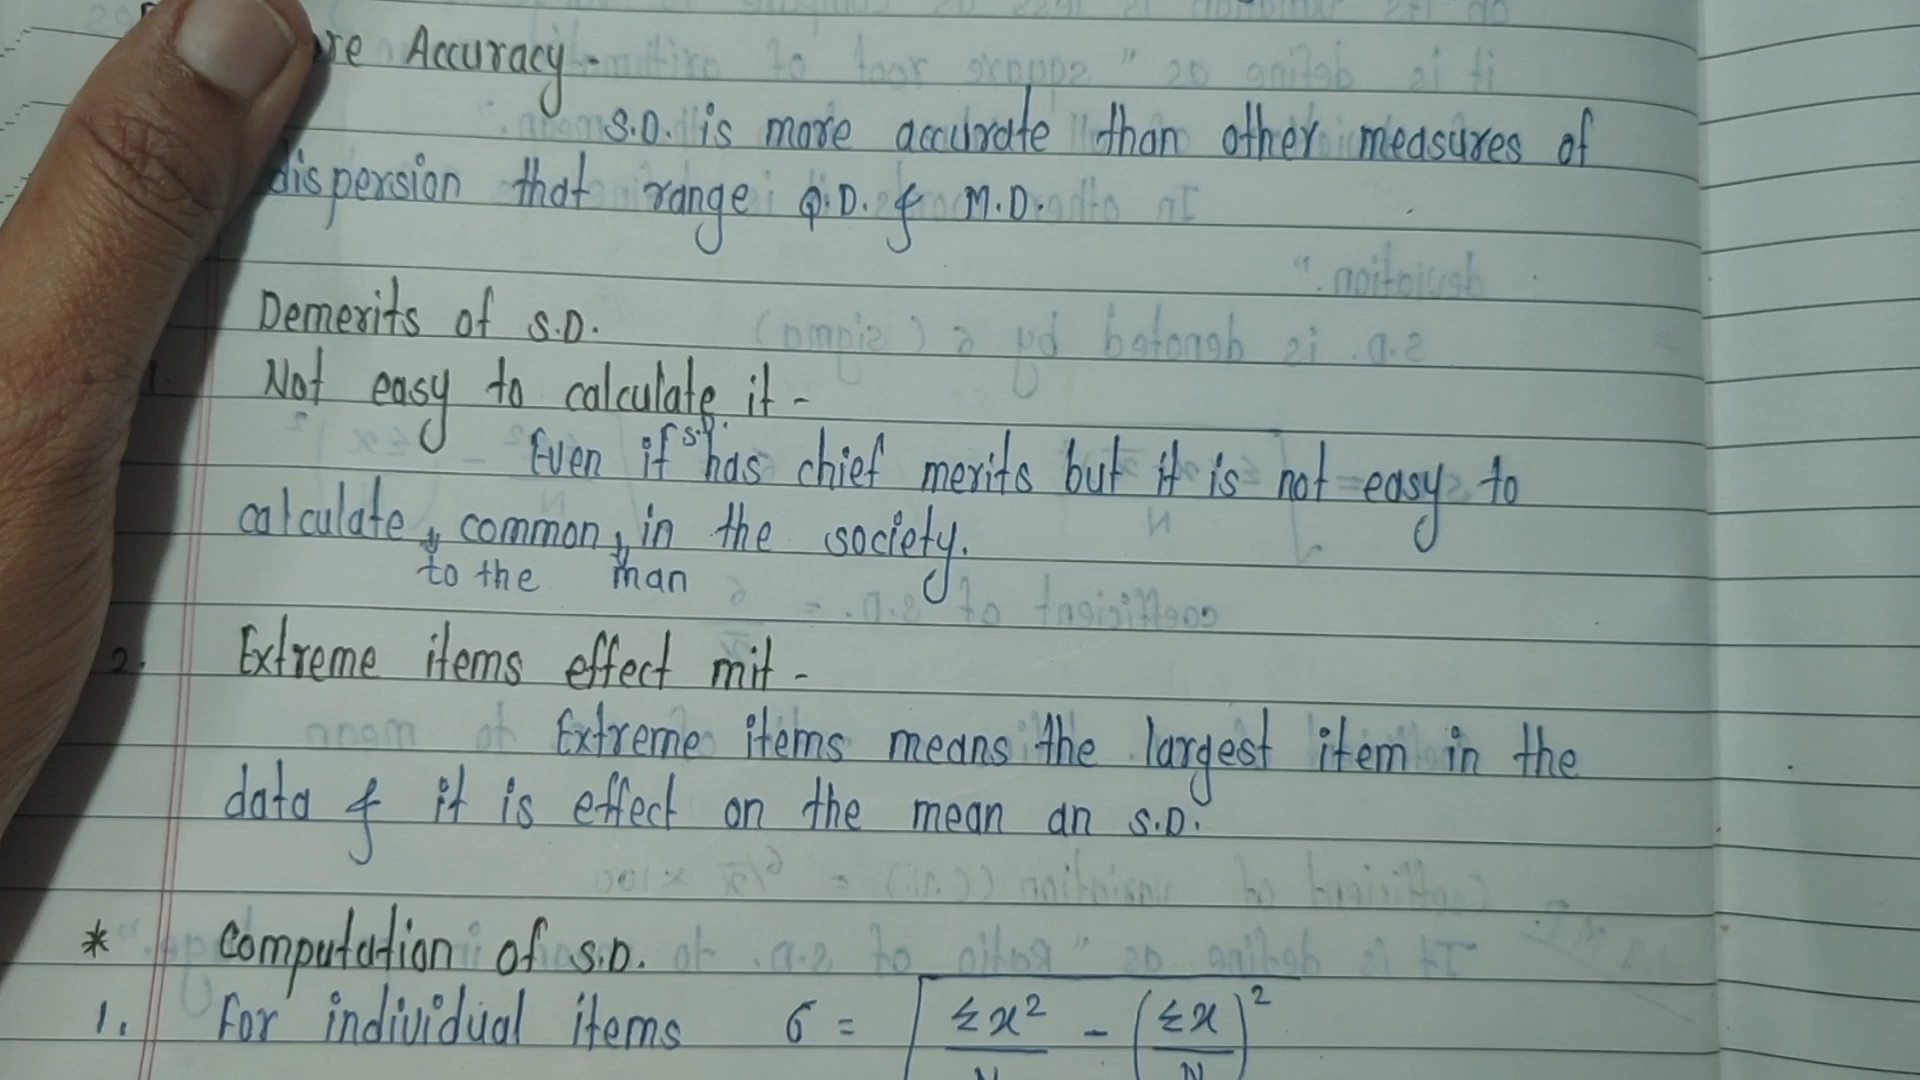 re Accuracy -
S.D. is more accurate than other measures of
dispersion that range Q.D. & M.D.
Demerits of S.D.
1. Not easy to calculate it -
Even if S.D. has chief merits but it is not easy to
calculate, common, in the society.
to the man
2. Extreme items effect mit -
Extreme items means the largest item in the
data & it is effect on the mean an S.D.
* Computation of S.D.
1. For individual items σ = √ Σx² / N - (Σx / N)²